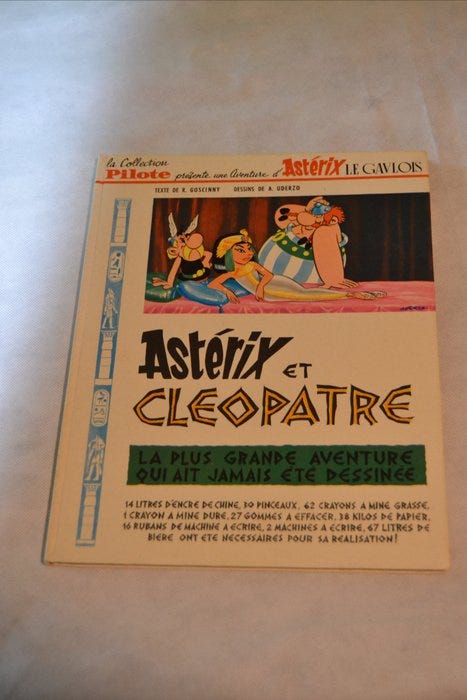 la Collection
Pilote présente une Aventure d'Astérix LE GAVLOIS
TEXTE DE R. GOSCINNY DESSINS DE A. UDERZO
UDERZO
Astérix ET
CLEOPATRE
LA PLUS GRANDE AVENTURE
QUI AIT JAMAIS ÉTÉ DESSINÉE
14 LITRES D'ENCRE DE CHINE, 30 PINCEAUX, 62 CRAYONS A MINE GRASSE,
1 CRAYON A MINE DURE, 27 GOMMES A EFFACER, 38 KILOS DE PAPIER,
16 RUBANS DE MACHINE A ECRIRE, 2 MACHINES A ECRIRE, 67 LITRES DE
BIERE ONT ETE NECESSAIRES POUR SA REALISATION!